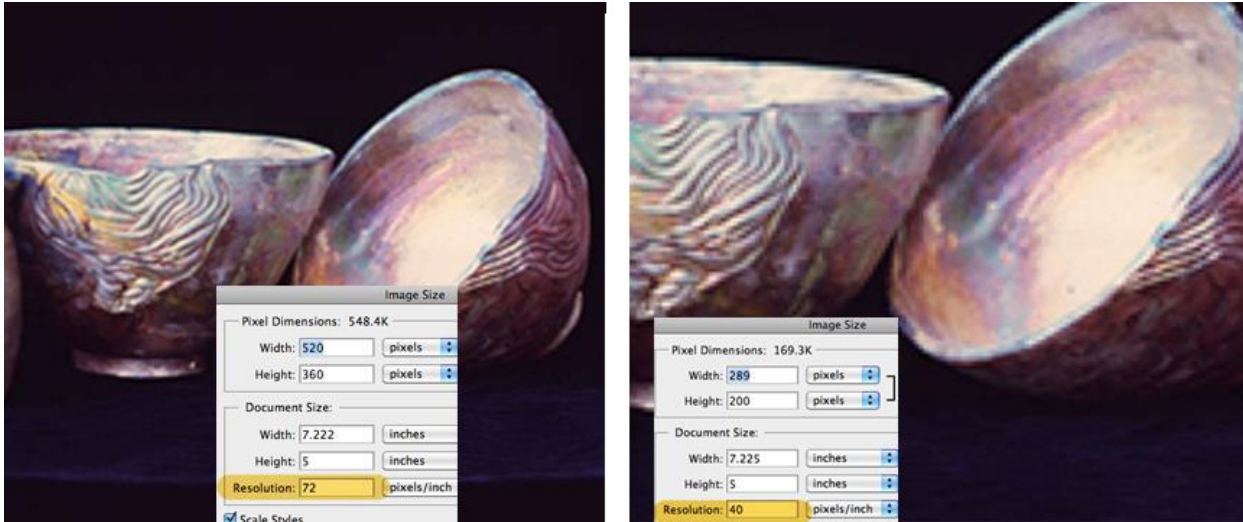 Image Size
Pixel Dimensions: 548.4K
Width: 520 pixels
Height: 360 pixels
Document Size:
Width: 7.222 inches
Height: 5 inches
Resolution: 72 pixels/inch
Scale Styles
Image Size
Pixel Dimensions: 169.3K
Width: 289 pixels
Height: 200 pixels
Document Size:
Width: 7.225 inches
Height: 5 inches
Resolution: 40 pixels/inch